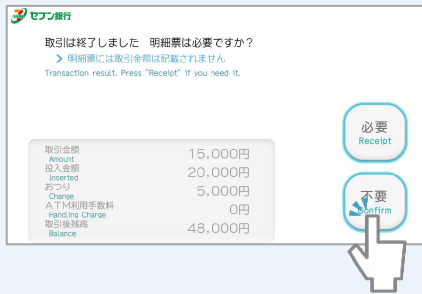 セブン銀行
取引は終了しました 明細票は必要ですか？
> 明細票には取引金額は記載されません
Transaction result. Press "Receipt" if you need it.
必要
Receipt
取引金額 15,000円
Amount
投入金額 20,000円
Inserted
おつり 5,000円
Charge
ATM利用手数料 0円
Handling Charge
取引後残高 48,000円
Balance
不要
Confirm